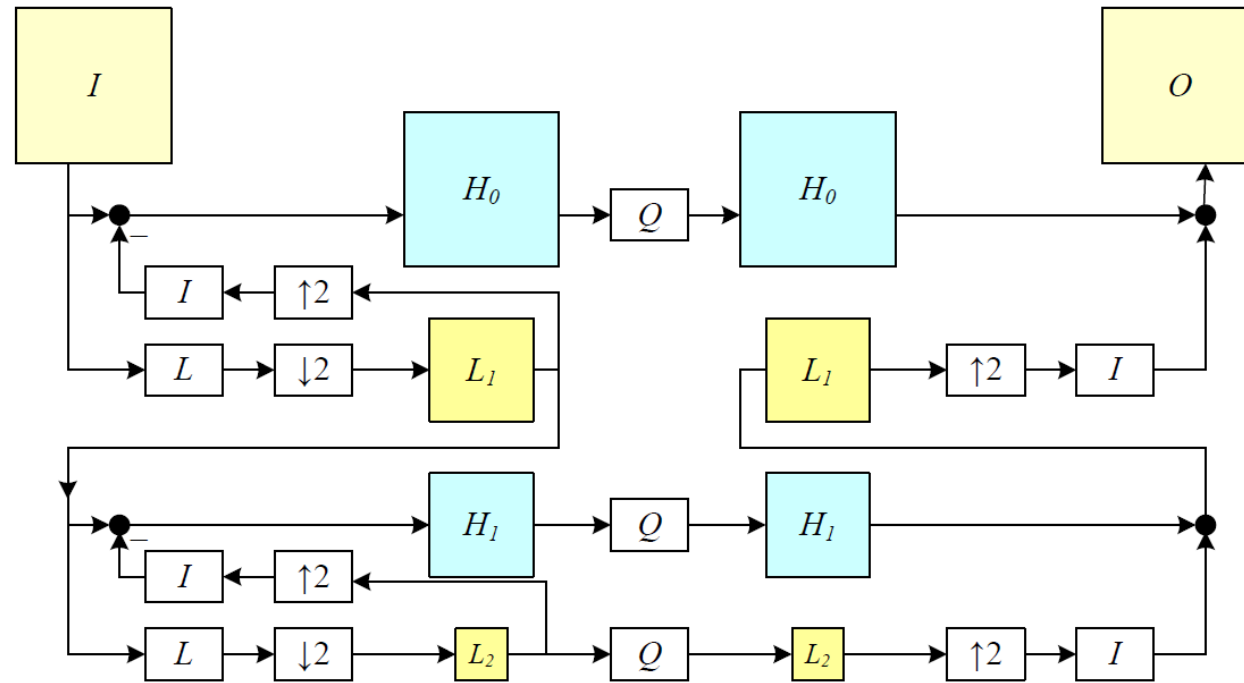 I
O
H₀
Q
H₀
–
I
↑2
L
↓2
L₁
L₁
↑2
I
H₁
Q
H₁
–
I
↑2
L
↓2
L₂
Q
L₂
↑2
I